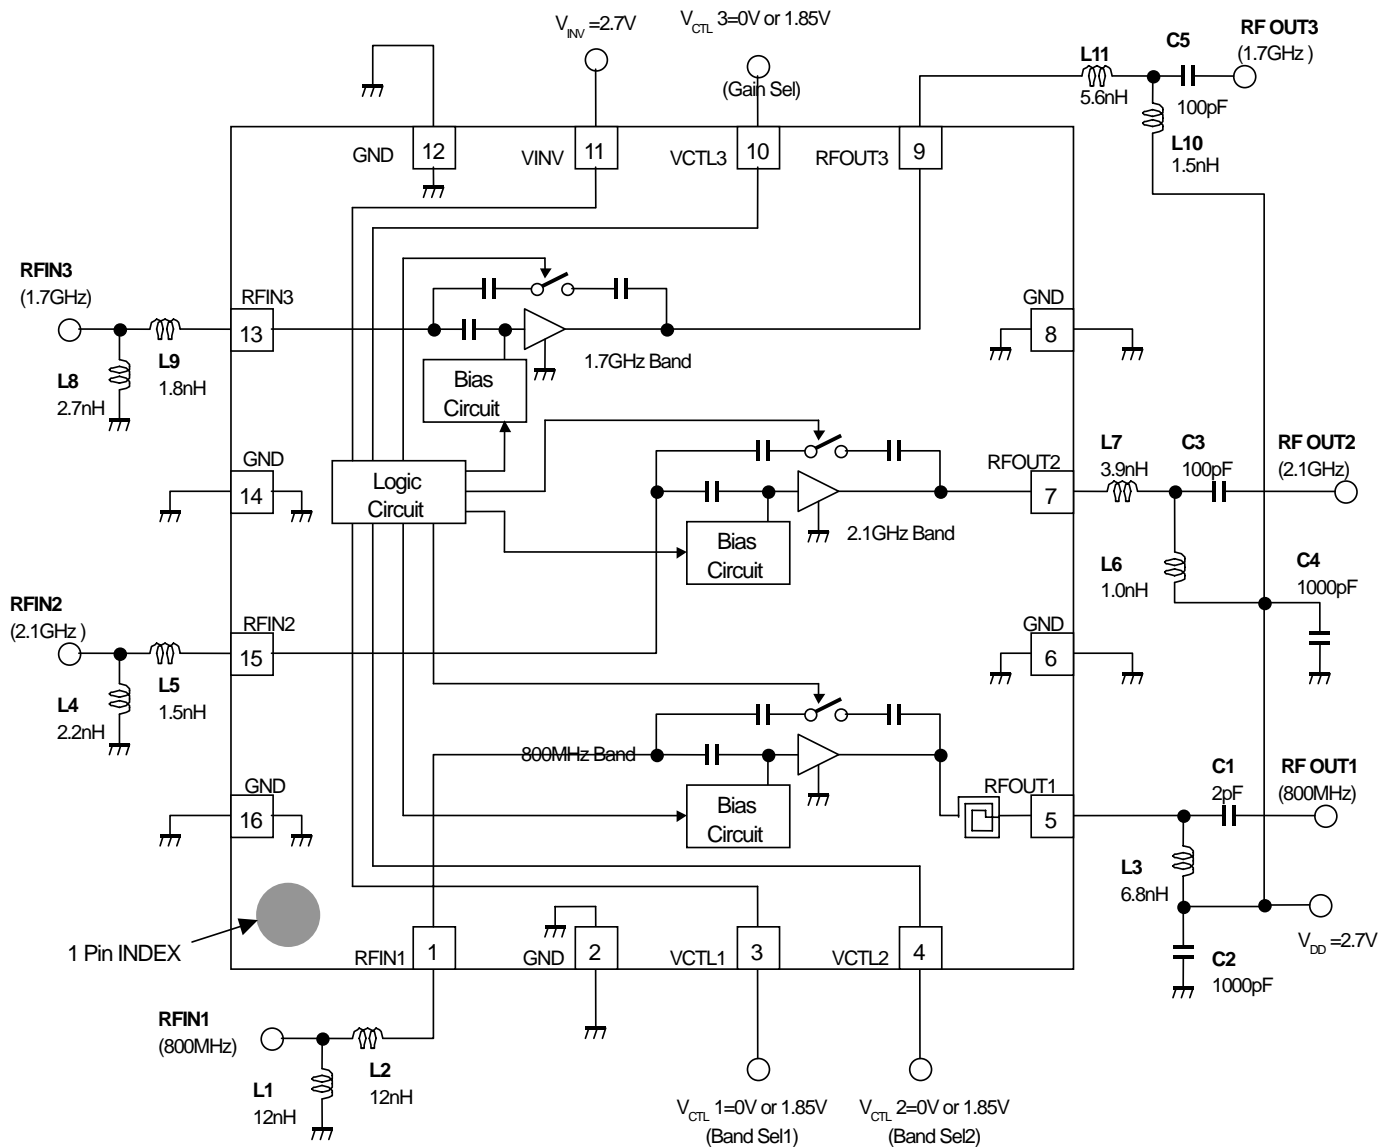 V_INV =2.7V
V_CTL 3=0V or 1.85V
(Gain Sel)
C5
RF OUT3
(1.7GHz )
L11
5.6nH
100pF
L10
1.5nH
GND
12
VINV
11
VCTL3
10
RFOUT3
9
RFIN3
(1.7GHz)
RFIN3
13
L9
1.8nH
L8
2.7nH
1.7GHz Band
Bias
Circuit
GND
8
GND
14
Logic
Circuit
RFOUT2
7
L7
3.9nH
C3
100pF
RF OUT2
(2.1GHz)
2.1GHz Band
Bias
Circuit
L6
1.0nH
C4
1000pF
RFIN2
(2.1GHz )
RFIN2
15
L5
1.5nH
L4
2.2nH
GND
6
800MHz Band
GND
16
Bias
Circuit
RFOUT1
5
C1
2pF
RF OUT1
(800MHz)
L3
6.8nH
1 Pin INDEX
RFIN1
1
GND
2
VCTL1
3
VCTL2
4
C2
1000pF
V_DD =2.7V
RFIN1
(800MHz)
L2
12nH
L1
12nH
V_CTL 1=0V or 1.85V
(Band Sel1)
V_CTL 2=0V or 1.85V
(Band Sel2)